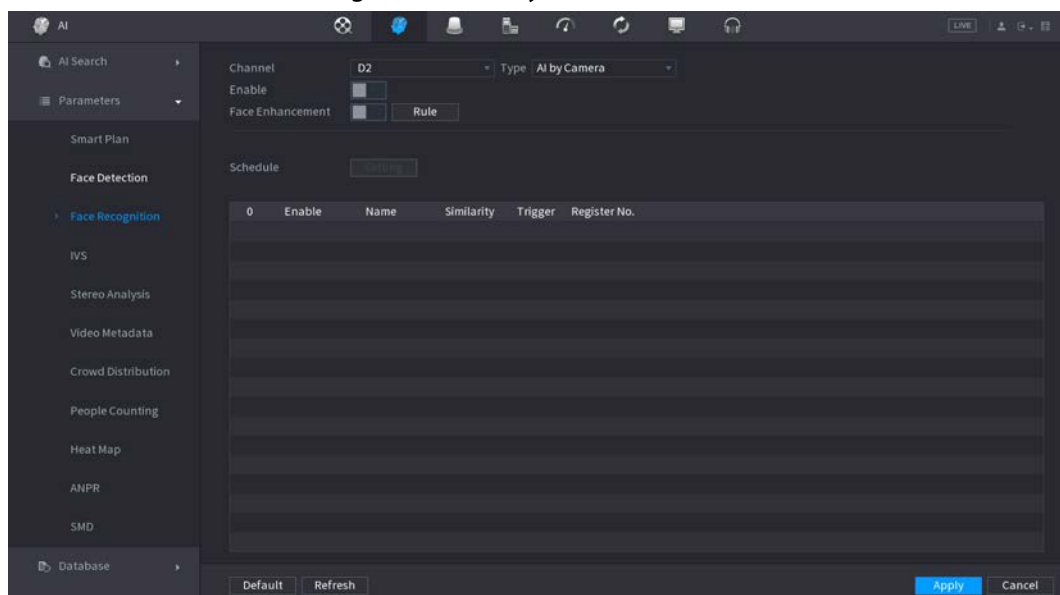 AI
LIVE
AI Search
Parameters
Smart Plan
Face Detection
Face Recognition
IVS
Stereo Analysis
Video Metadata
Crowd Distribution
People Counting
Heat Map
ANPR
SMD
Database
Channel D2 Type AI by Camera
Enable
Face Enhancement Rule
Schedule Setting
0 Enable Name Similarity Trigger Register No.
Default Refresh Apply Cancel